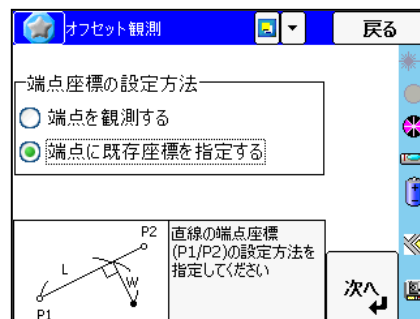 オフセット観測
戻る
端点座標の設定方法
端点を観測する
端点に既存座標を指定する
P2
L
W
P1
直線の端点座標
(P1/P2)の設定方法を
指定してください
次へ